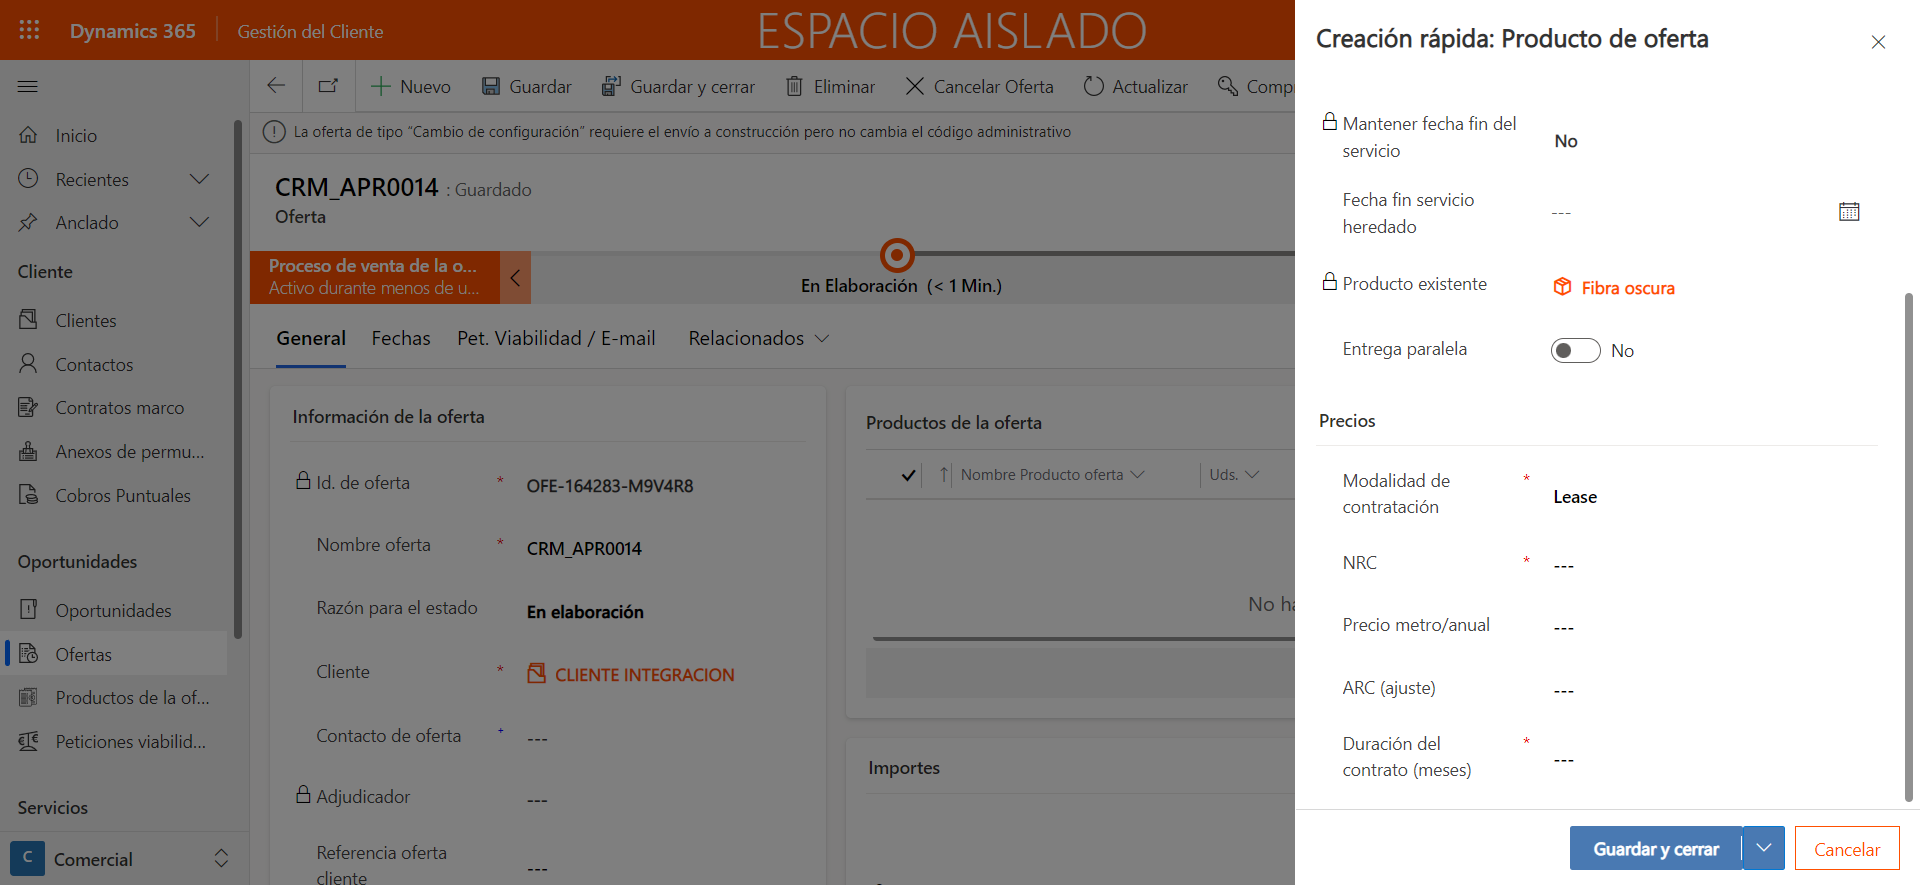 Dynamics 365
Gestión del Cliente
ESPACIO AISLADO
Nuevo
Guardar
Guardar y cerrar
Eliminar
Cancelar Oferta
Actualizar
La oferta de tipo “Cambio de configuración” requiere el envío a construcción pero no cambia el código administrativo
CRM_APR0014 : Guardado
Oferta
Proceso de venta de la o...
Activo durante menos de u...
En Elaboración (< 1 Min.)
General
Fechas
Pet. Viabilidad / E-mail
Relacionados
Inicio
Recientes
Anclado
Cliente
Clientes
Contactos
Contratos marco
Anexos de permu...
Cobros Puntuales
Oportunidades
Oportunidades
Ofertas
Productos de la of...
Peticiones viabilid...
Servicios
C
Comercial
Información de la oferta
Id. de oferta * OFE-164283-M9V4R8
Nombre oferta * CRM_APR0014
Razón para el estado En elaboración
Cliente * CLIENTE INTEGRACION
Contacto de oferta + ---
Adjudicador ---
Referencia oferta
cliente ---
Productos de la oferta
Nombre Producto oferta
Uds.
No
Importes
Creación rápida: Producto de oferta
Mantener fecha fin del
servicio
No
Fecha fin servicio
heredado
---
Producto existente
Fibra oscura
Entrega paralela
No
Precios
Modalidad de
contratación
*
Lease
NRC * ---
Precio metro/anual ---
ARC (ajuste) ---
Duración del
contrato (meses)
*
---
Guardar y cerrar
Cancelar